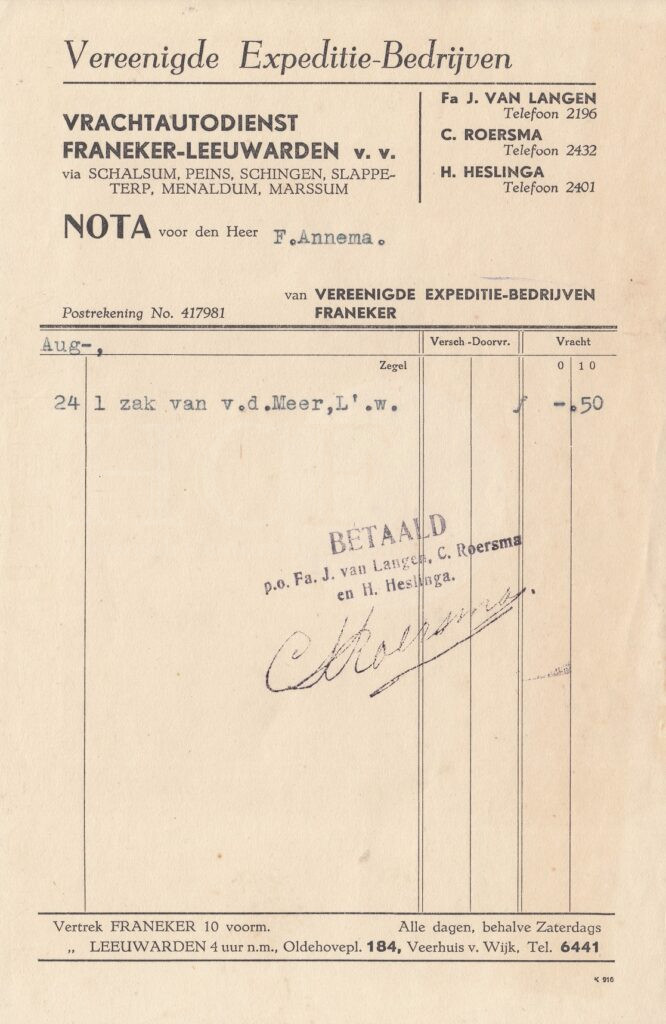 Vereenigde Expeditie-Bedrijven
VRACHTAUTODIENST
FRANEKER-LEEUWARDEN v. v.
via SCHALSUM, PEINS, SCHINGEN, SLAPPE-
TERP, MENALDUM, MARSSUM
Fa J. VAN LANGEN
Telefoon 2196
C. ROERSMA
Telefoon 2432
H. HESLINGA
Telefoon 2401
NOTA voor den Heer F.Annema.
van VEREENIGDE EXPEDITIE-BEDRIJVEN
Postrekening No. 417981 FRANEKER
Aug-, Versch.-Doorvr. Vracht
Zegel 0 10
24 1 zak van v.d.Meer,L'.w. f -.50
BETAALD
p.o. Fa. J. van Langen, C. Roersma
en H. Heslinga.
C Roersma.
Vertrek FRANEKER 10 voorm. Alle dagen, behalve Zaterdags
„ LEEUWARDEN 4 uur n.m., Oldehovepl. 184, Veerhuis v. Wijk, Tel. 6441
K 916